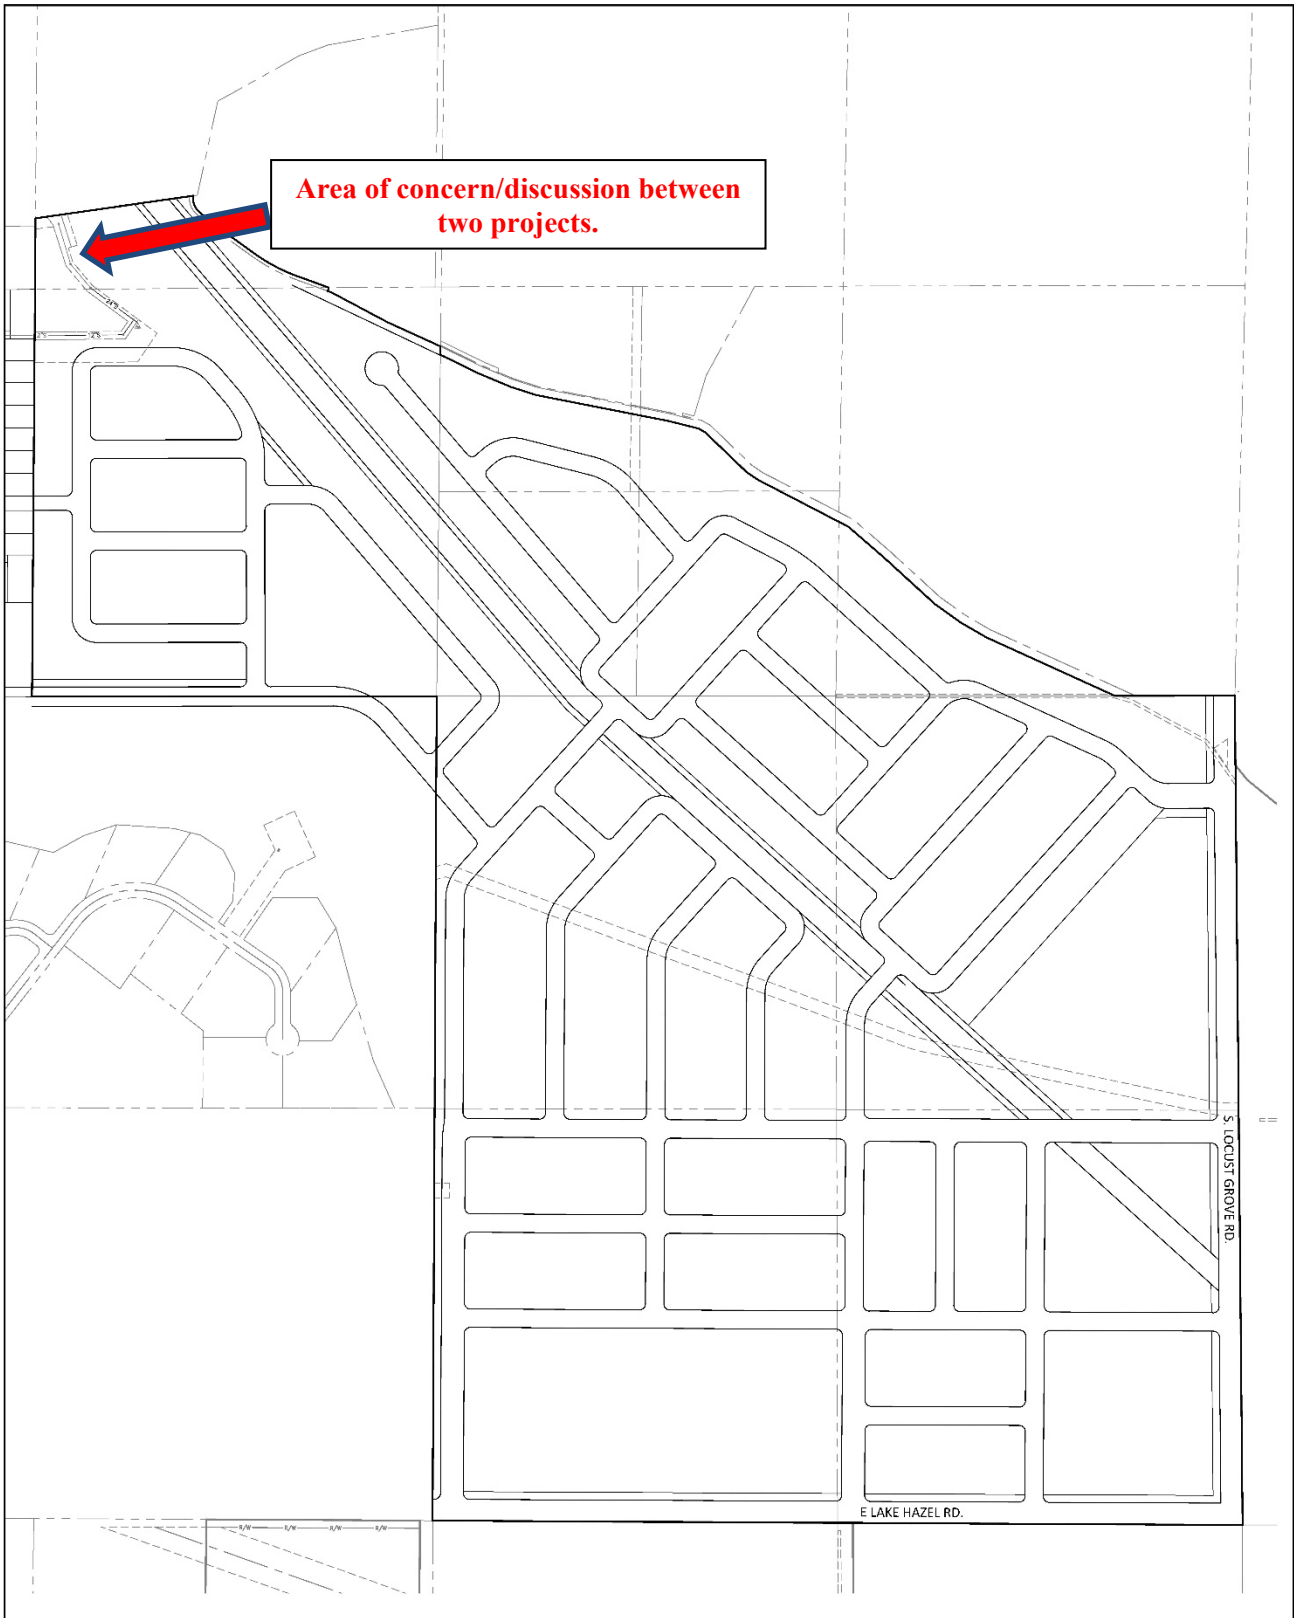 Area of concern/discussion between
two projects.
S. LOCUST GROVE RD.
E LAKE HAZEL RD.
R/W
R/W
R/W
R/W